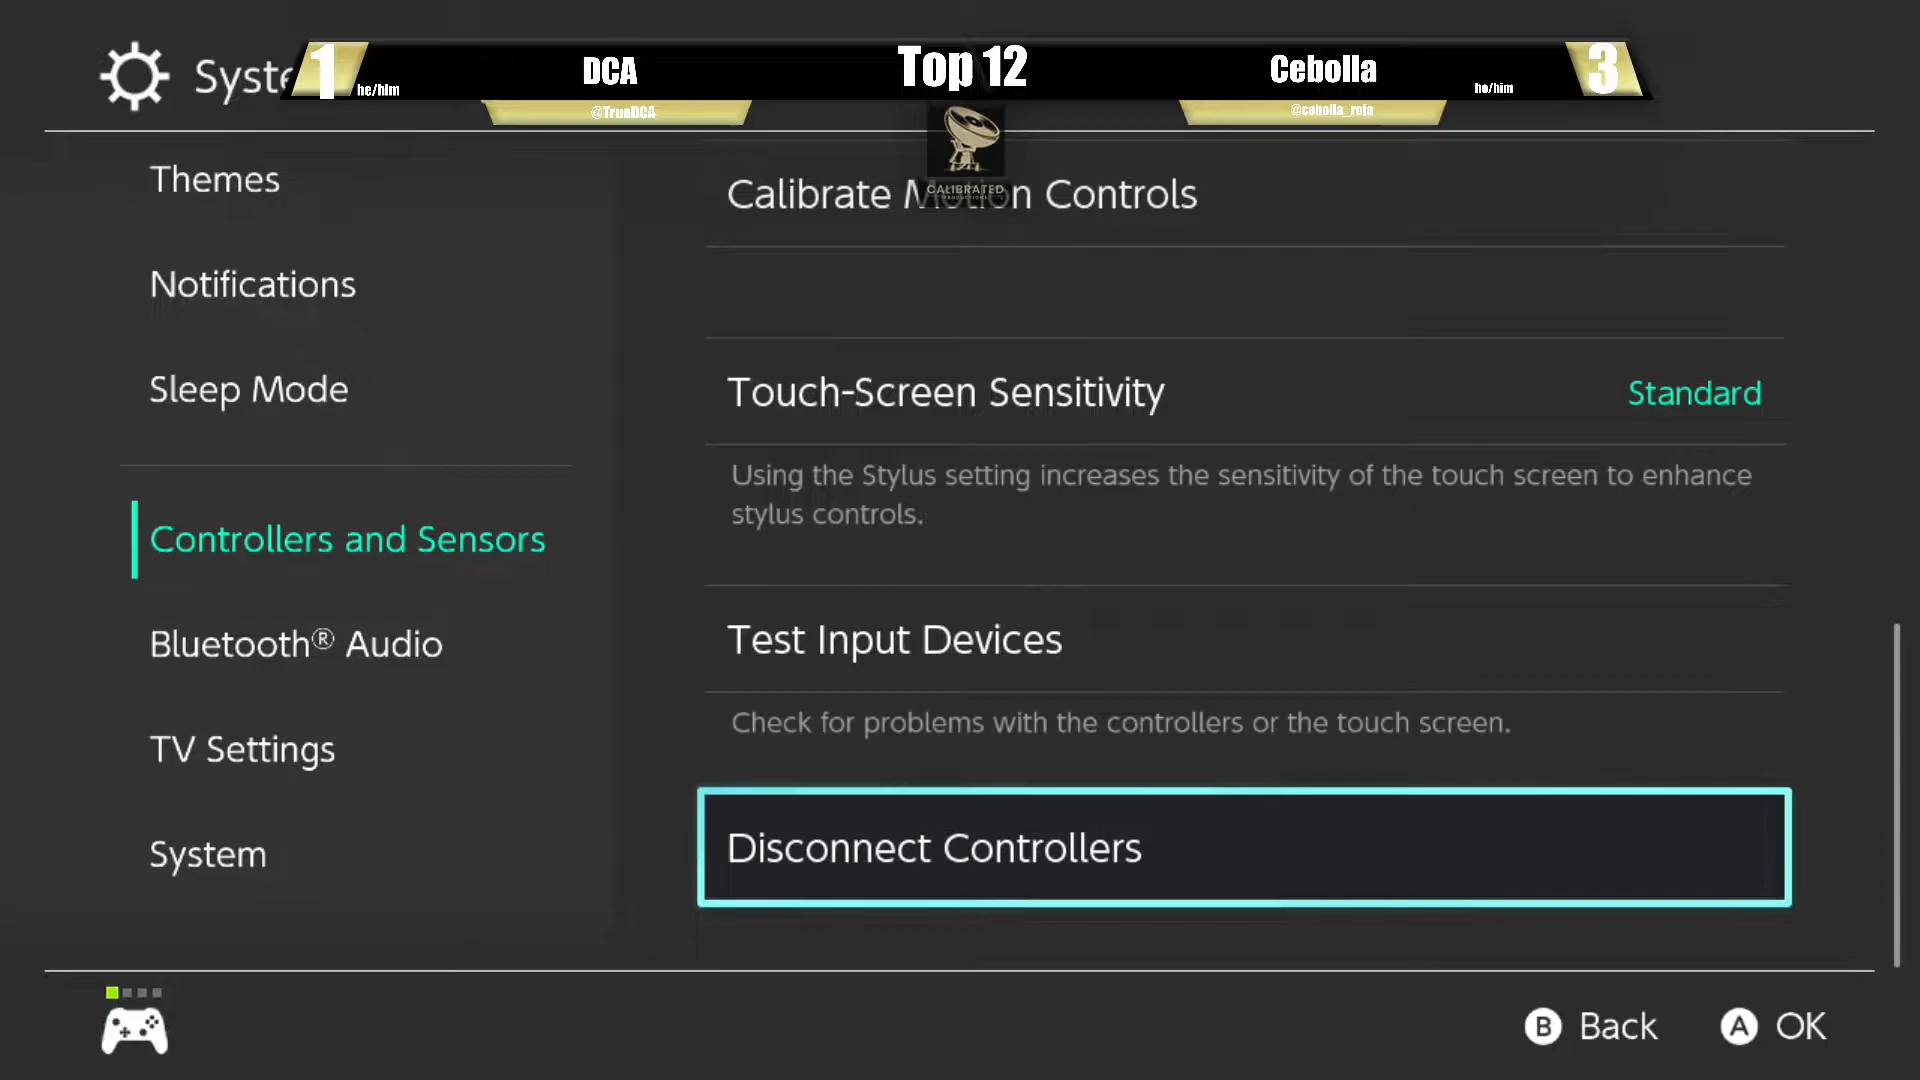 Syste
1
he/him
DCA
@TrueDCA
Top 12
Cebolla
@cebolla_roja
he/him
3
CALIBRATED
PRODUCTIONS
Themes
Notifications
Sleep Mode
Controllers and Sensors
Bluetooth® Audio
TV Settings
System
Calibrate Motion Controls
Touch-Screen Sensitivity
Standard
Using the Stylus setting increases the sensitivity of the touch screen to enhance
stylus controls.
Test Input Devices
Check for problems with the controllers or the touch screen.
Disconnect Controllers
B Back
A OK